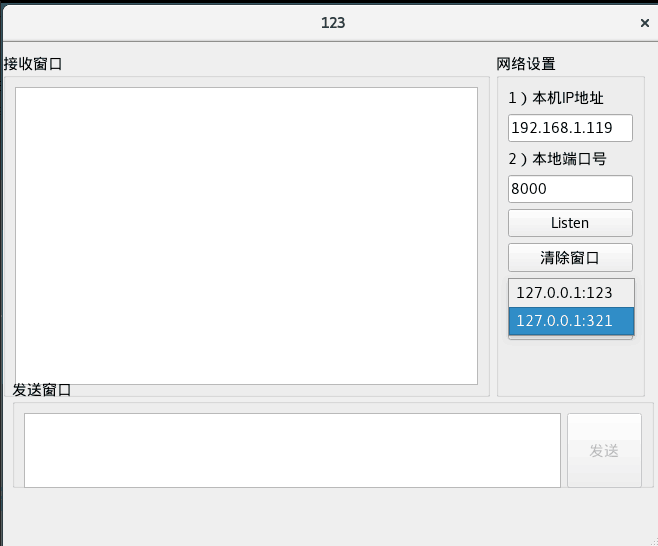 123
接收窗口
网络设置
1）本机IP地址
192.168.1.119
2）本地端口号
8000
Listen
清除窗口
127.0.0.1:123
127.0.0.1:321
发送窗口
发送